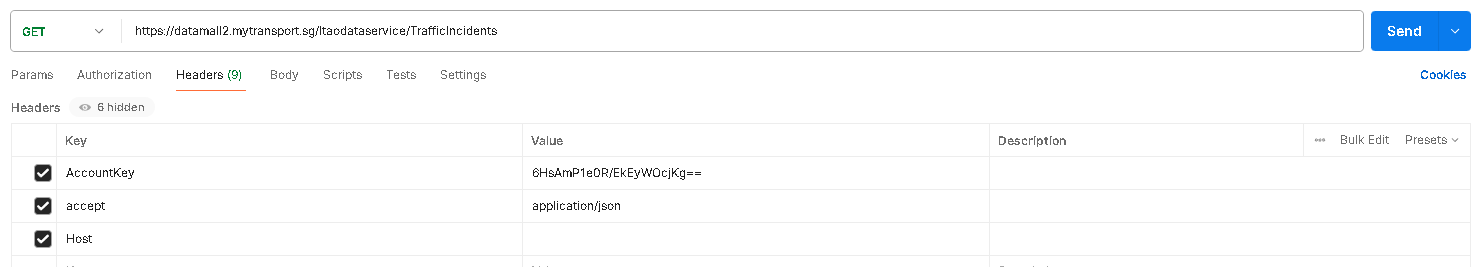 GET https://datamall2.mytransport.sg/ltaodataservice/TrafficIncidents Send
Params Authorization Headers (9) Body Scripts Tests Settings Cookies
Headers 6 hidden
Key Value Description ••• Bulk Edit Presets
AccountKey 6HsAmP1e0R/EkEyWOcjKg==
accept application/json
Host